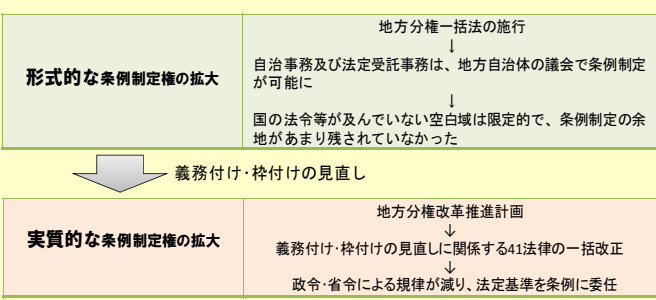 形式的な条例制定権の拡大
地方分権一括法の施行
↓
自治事務及び法定受託事務は、地方自治体の議会で条例制定
が可能に
↓
国の法令等が及んでいない空白域は限定的で、条例制定の余
地があまり残されていなかった
義務付け・枠付けの見直し
実質的な条例制定権の拡大
地方分権改革推進計画
↓
義務付け・枠付けの見直しに関係する41法律の一括改正
↓
政令・省令による規律が減り、法定基準を条例に委任